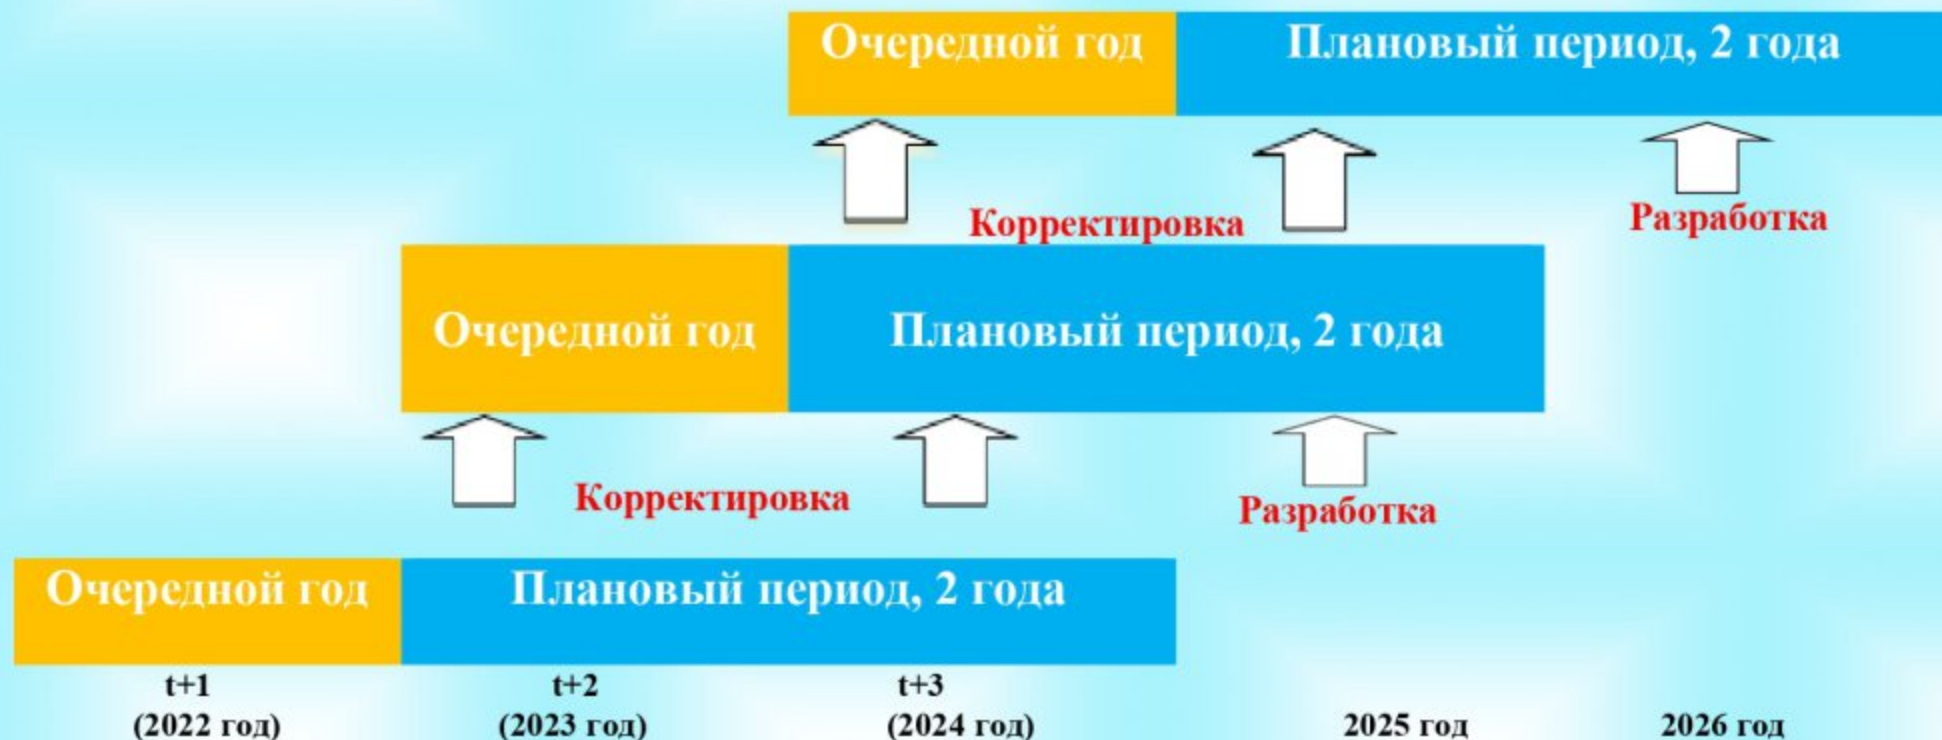 Очередной год
Плановый период, 2 года
Корректировка
Разработка
Очередной год
Плановый период, 2 года
Корректировка
Разработка
Очередной год
Плановый период, 2 года
t+1
t+2
t+3
(2022 год)
(2023 год)
(2024 год)
2025 год
2026 год